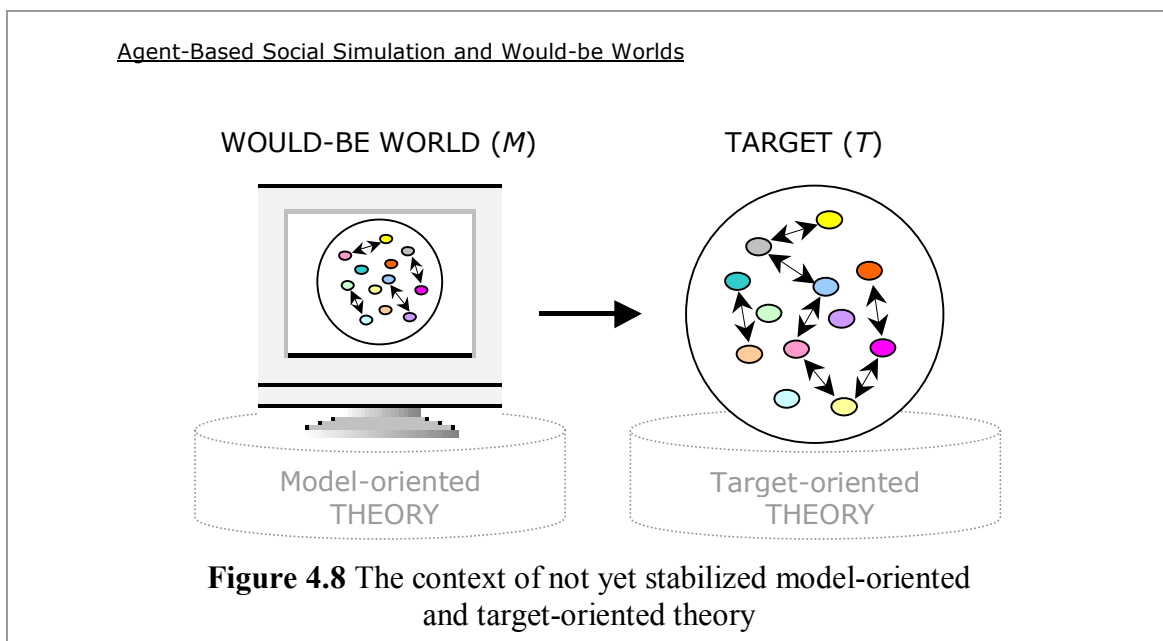 Agent-Based Social Simulation and Would-be Worlds
WOULD-BE WORLD (M)
TARGET (T)
Model-oriented
THEORY
Target-oriented
THEORY
Figure 4.8 The context of not yet stabilized model-oriented
and target-oriented theory